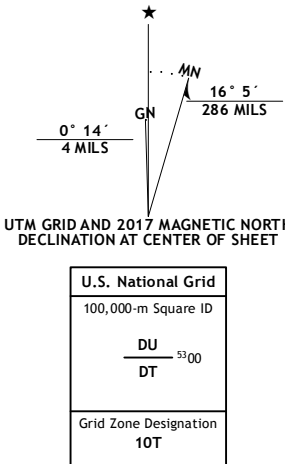 ★
MN
GN
16° 5´
286 MILS
0° 14´
4 MILS
UTM GRID AND 2017 MAGNETIC NORTH
DECLINATION AT CENTER OF SHEET
U.S. National Grid
100,000-m Square ID
DU
5300
DT
Grid Zone Designation
10T